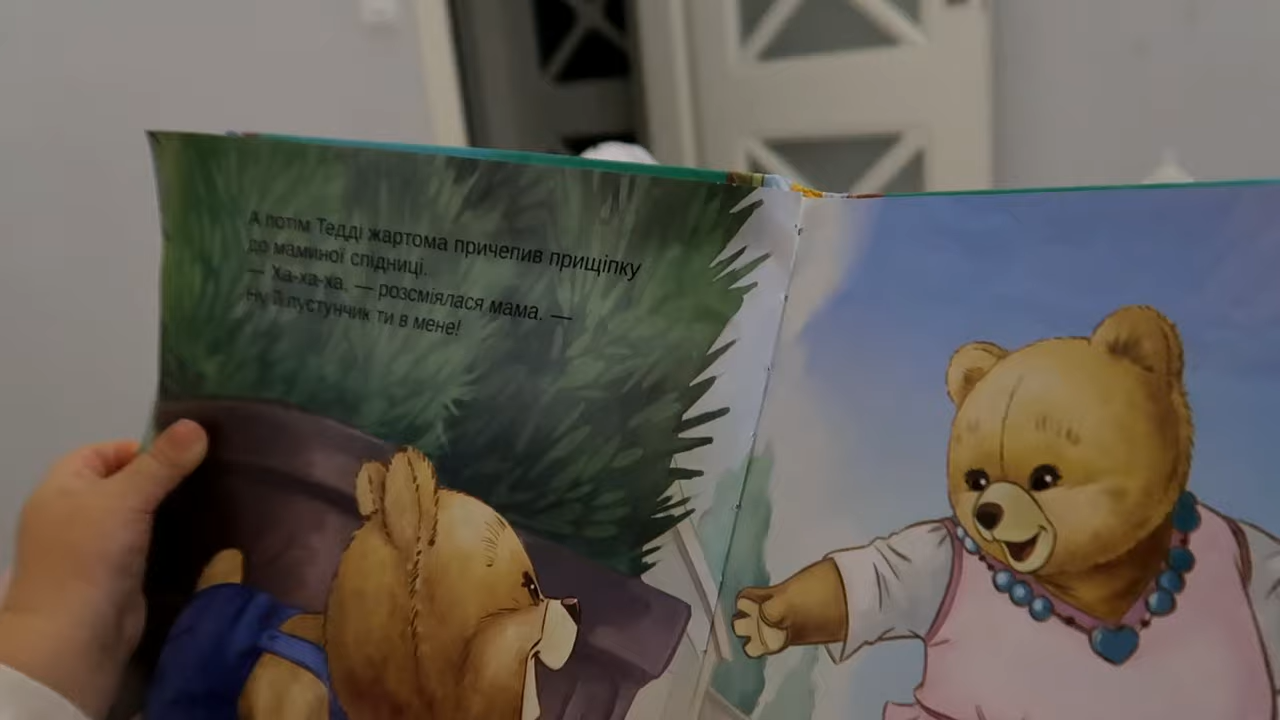 А потім Тедді жартома причепив прищіпку
до маминої спідниці.
— Ха-ха-ха. — розсміялася мама. —
Ну й пустунчик ти в мене!